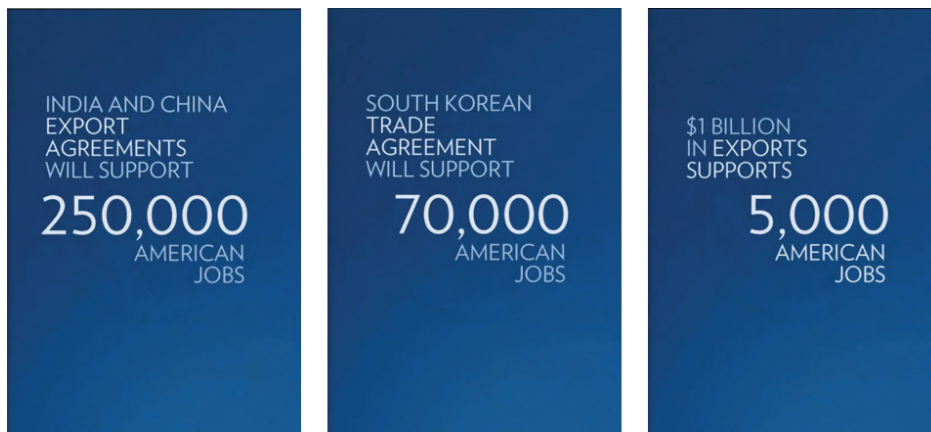 INDIA AND CHINA
EXPORT
AGREEMENTS
WILL SUPPORT
250,000
AMERICAN
JOBS
SOUTH KOREAN
TRADE
AGREEMENT
WILL SUPPORT
70,000
AMERICAN
JOBS
$1 BILLION
IN EXPORTS
SUPPORTS
5,000
AMERICAN
JOBS